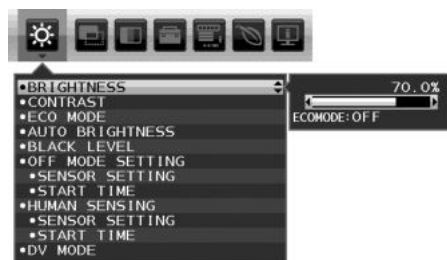 •BRIGHTNESS
70.0%
•CONTRAST
ECOMODE:OFF
•ECO MODE
•AUTO BRIGHTNESS
•BLACK LEVEL
•OFF MODE SETTING
•SENSOR SETTING
•START TIME
•HUMAN SENSING
•SENSOR SETTING
•START TIME
•DV MODE